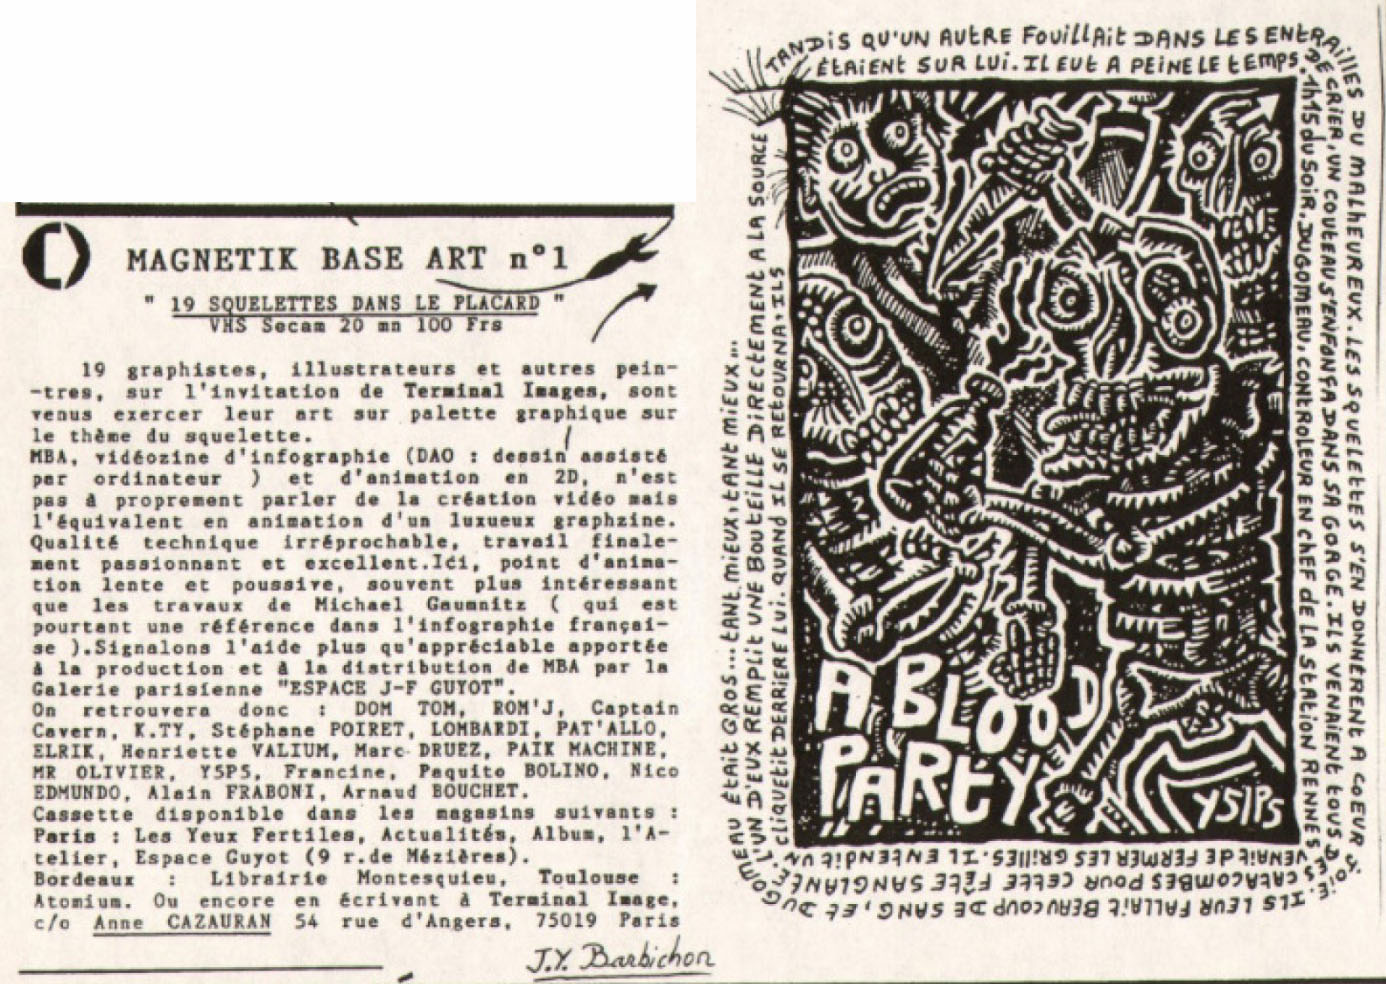 MAGNETIK BASE ART n°1
" 19 SQUELETTES DANS LE PLACARD "
VHS Secam 20 mn 100 Frs
19 graphistes, illustrateurs et autres pein-
-tres, sur l'invitation de Terminal Images, sont
venus exercer leur art sur palette graphique sur
le thème du squelette.
MBA, vidéozine d'infographie (DAO : dessin assisté
par ordinateur ) et d'animation en 2D, n'est
pas à proprement parler de la création vidéo mais
l'équivalent en animation d'un luxueux graphzine.
Qualité technique irréprochable, travail finale-
ment passionnant et excellent.Ici, point d'anima-
tion lente et poussive, souvent plus intéressant
que les travaux de Michael Gaumnitz ( qui est
pourtant une référence dans l'infographie françai-
se ).Signalons l'aide plus qu'appréciable apportée
à la production et à la distribution de MBA par la
Galerie parisienne "ESPACE J-F GUYOT".
On retrouvera donc : DOM TOM, ROM'J, Captain
Cavern, K.TY, Stéphane POIRET, LOMBARDI, PAT'ALLO,
ELRIK, Henriette VALIUM, Marc DRUEZ, PAIK MACHINE,
MR OLIVIER, Y5P5, Francine, Paquito BOLINO, Nico
EDMUNDO, Alain FRABONI, Arnaud BOUCHET.
Cassette disponible dans les magasins suivants :
Paris : Les Yeux Fertiles, Actualités, Album, l'A-
telier, Espace Guyot (9 r.de Mézières).
Bordeaux : Librairie Montesquieu, Toulouse :
Atomium. Ou encore en écrivant à Terminal Image,
c/o Anne CAZAURAN 54 rue d'Angers, 75019 Paris
J.Y. Barbichon
1h15 du Soir, DUGOMEAU, CONTROLEUR EN CHEF DE LA STATION RENNES
VENAIT DE FERMER LES GRILLES. IL ENTENDIT UN
CLIQUETIT DERRIERE LUI. QUAND IL SE RETOURNA, ILS
ÉTAIENT SUR LUI. IL EUT A PEINE LE TEMPS
DE CRIER, UN COUTEAU S'ENFONFA DANS SA GORGE. ILS VENAIENT TOUS D
ES CATACOMBES POUR CELLE FÊTE SANGLANTE.
L'UN D'EUX REMPLIT UNE BOUTEILLE DIRECTEMENT A LA SOURCE
TANDIS QU'UN AUTRE FOUILLAIT DANS LES ENTRAILLES
DU MALHEUREUX. LES SQUELETTES S'EN DONNÈRENT A COEUR
JOIE. ILS LEUR FALLAIT BEAUCOUP DE SANG, ET DUG
OMEAU ÉTAIT GROS... TANT MIEUX, TANT MIEUX...
A BLOOD
PARTY
Y5/P5